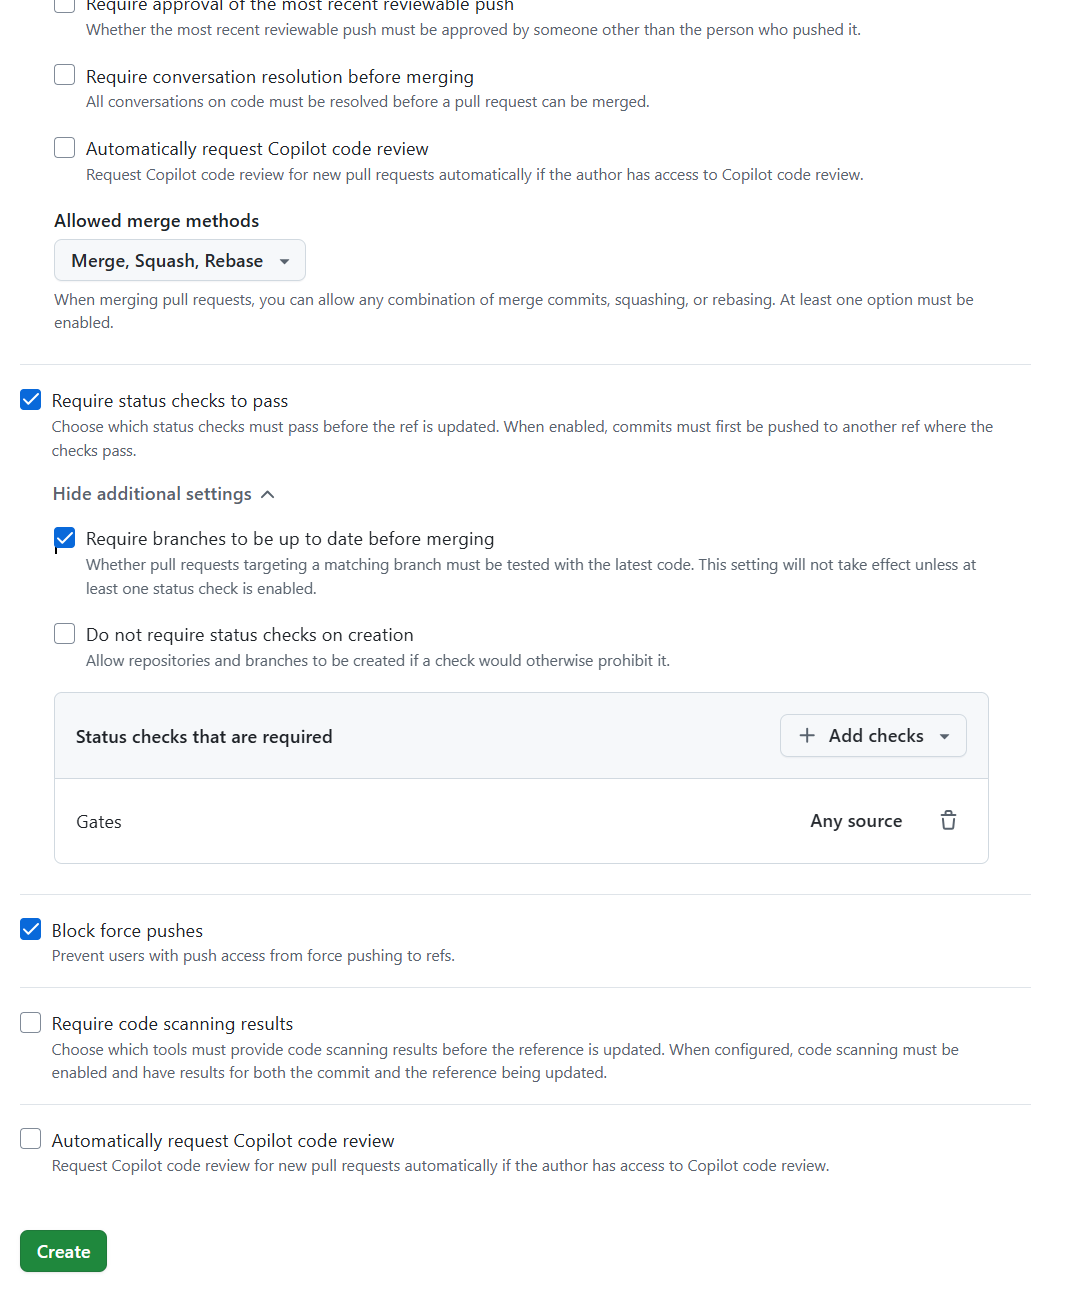 Require approval of the most recent reviewable push
Whether the most recent reviewable push must be approved by someone other than the person who pushed it.
Require conversation resolution before merging
All conversations on code must be resolved before a pull request can be merged.
Automatically request Copilot code review
Request Copilot code review for new pull requests automatically if the author has access to Copilot code review.
Allowed merge methods
Merge, Squash, Rebase
When merging pull requests, you can allow any combination of merge commits, squashing, or rebasing. At least one option must be
enabled.
Require status checks to pass
Choose which status checks must pass before the ref is updated. When enabled, commits must first be pushed to another ref where the
checks pass.
Hide additional settings
Require branches to be up to date before merging
Whether pull requests targeting a matching branch must be tested with the latest code. This setting will not take effect unless at
least one status check is enabled.
Do not require status checks on creation
Allow repositories and branches to be created if a check would otherwise prohibit it.
Status checks that are required
Add checks
Gates
Any source
Block force pushes
Prevent users with push access from force pushing to refs.
Require code scanning results
Choose which tools must provide code scanning results before the reference is updated. When configured, code scanning must be
enabled and have results for both the commit and the reference being updated.
Automatically request Copilot code review
Request Copilot code review for new pull requests automatically if the author has access to Copilot code review.
Create